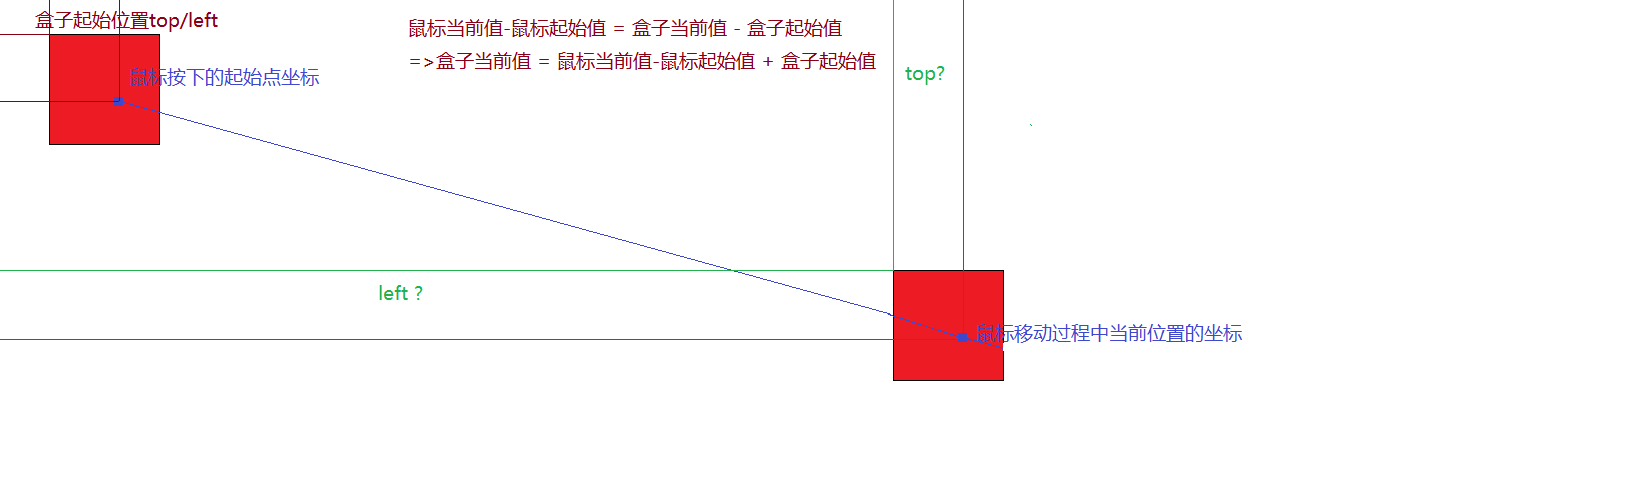 盒子起始位置top/left
鼠标当前值-鼠标起始值 = 盒子当前值 - 盒子起始值
=>盒子当前值 = 鼠标当前值-鼠标起始值 + 盒子起始值
鼠标按下的起始点坐标
top?
left ?
鼠标移动过程中当前位置的坐标